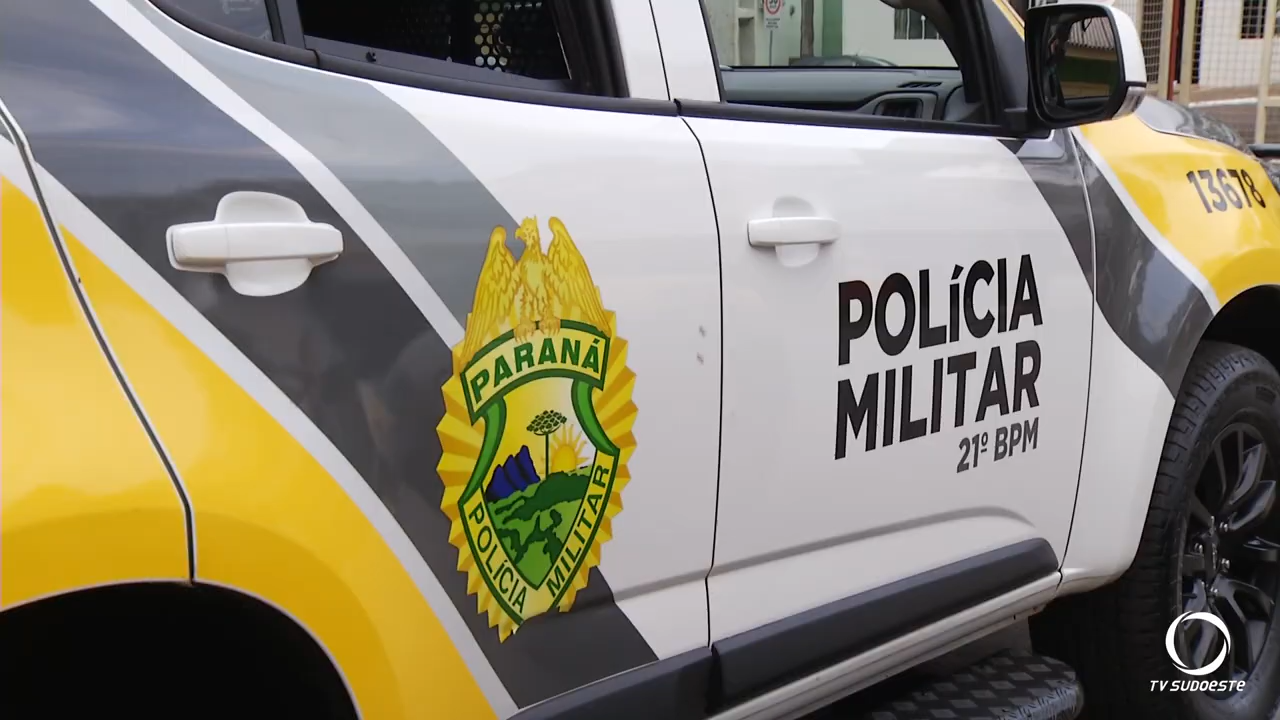 13678
POLÍCIA
MILITAR
21º BPM
PARANÁ
POLÍCIA MILITAR
TV SUDOESTE